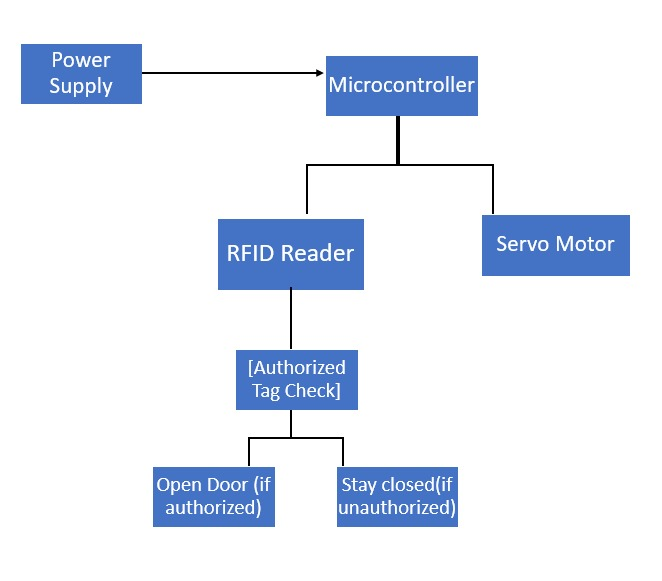 Power
Supply
Microcontroller
RFID Reader
Servo Motor
[Authorized
Tag Check]
Open Door (if
authorized)
Stay closed(if
unauthorized)